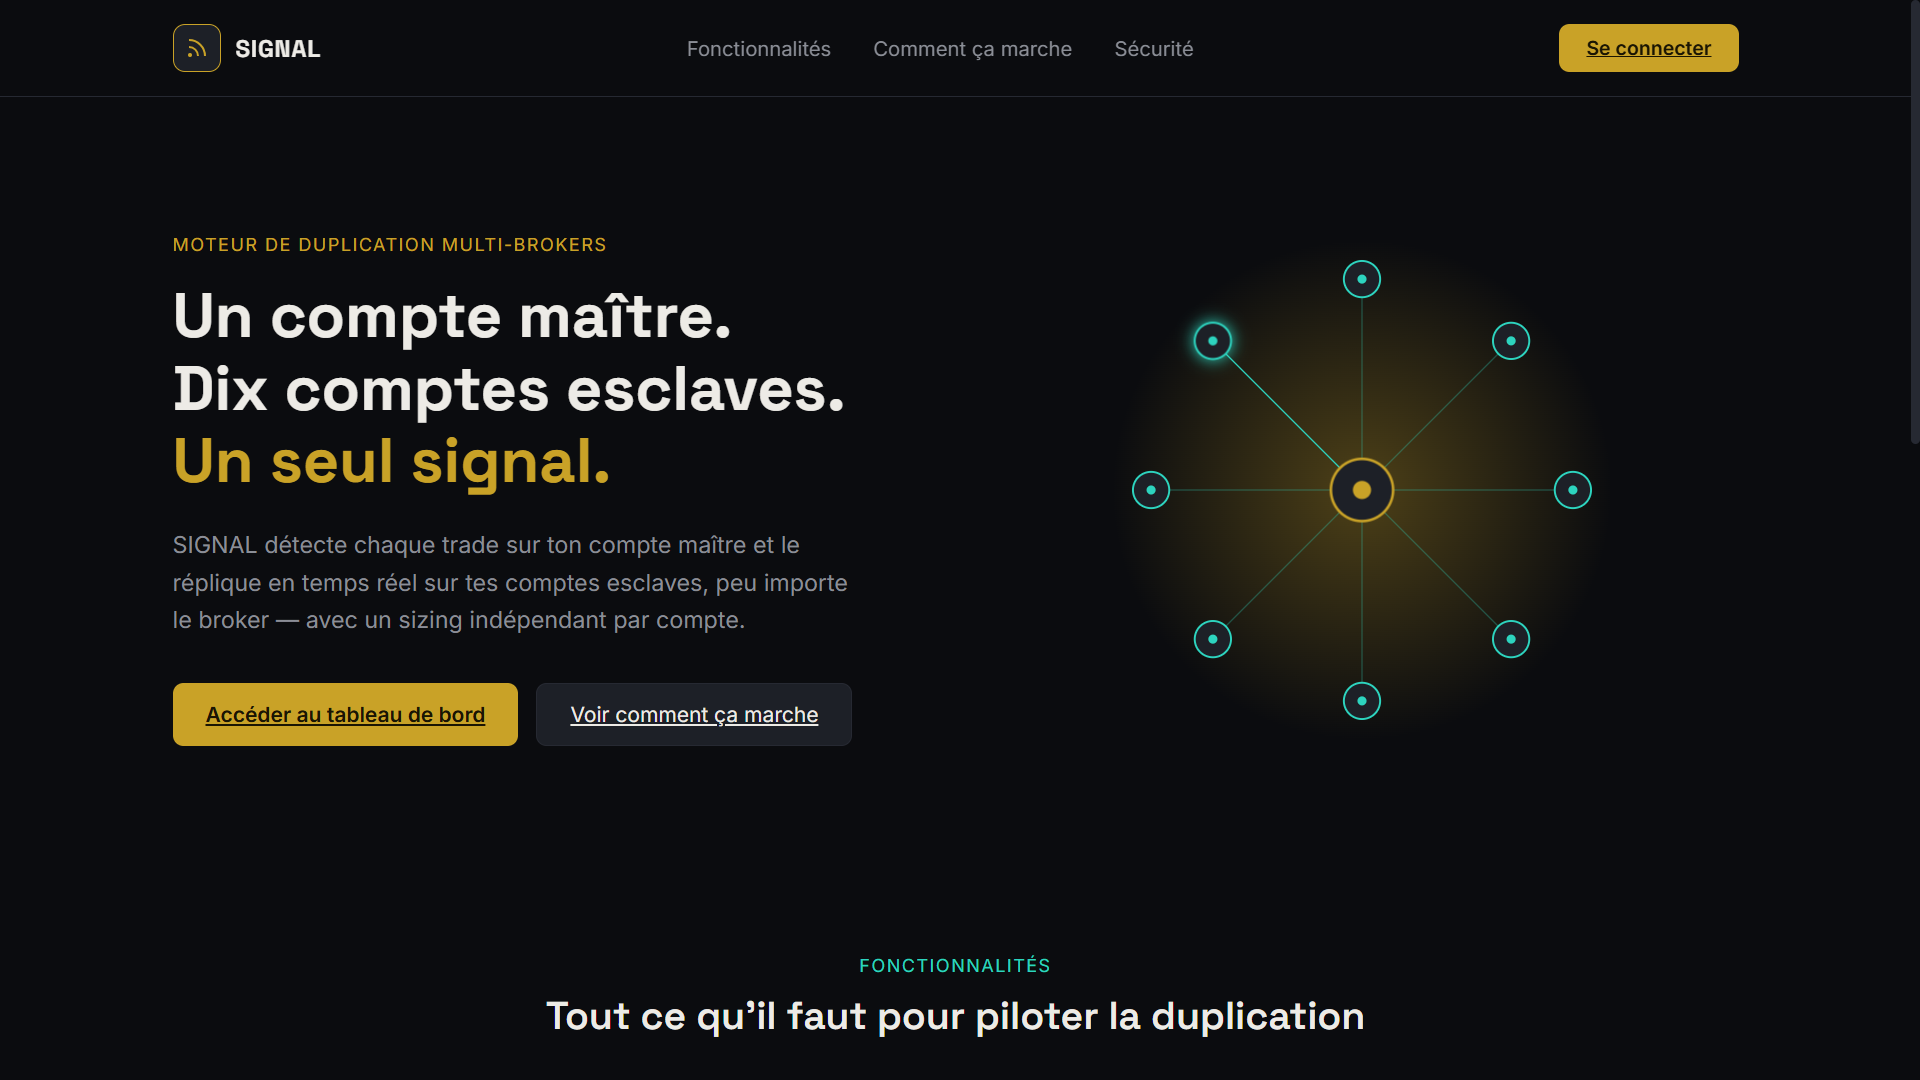 SIGNAL
Fonctionnalités
Comment ça marche
Sécurité
Se connecter
MOTEUR DE DUPLICATION MULTI-BROKERS
Un compte maître.
Dix comptes esclaves.
Un seul signal.
SIGNAL détecte chaque trade sur ton compte maître et le
réplique en temps réel sur tes comptes esclaves, peu importe
le broker — avec un sizing indépendant par compte.
Accéder au tableau de bord
Voir comment ça marche
FONCTIONNALITÉS
Tout ce qu’il faut pour piloter la duplication